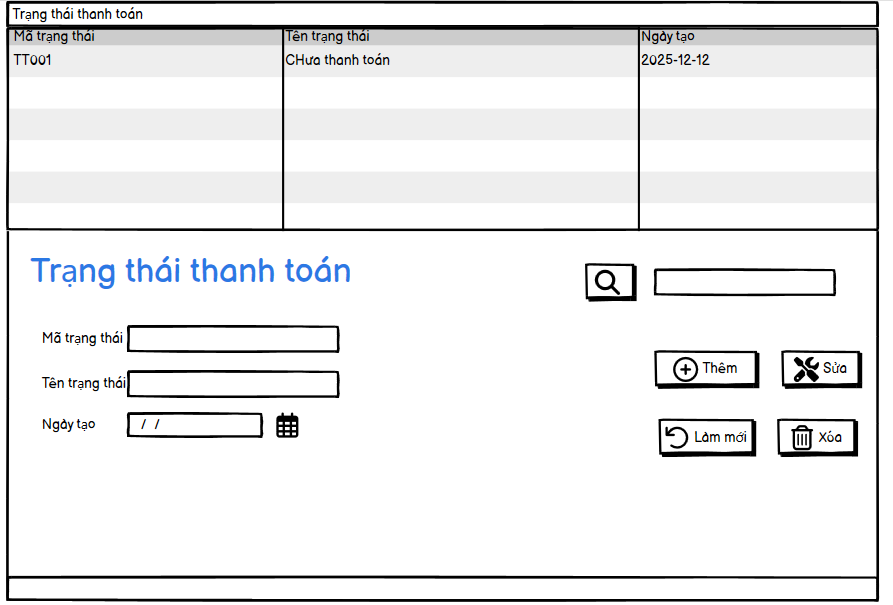 Trạng thái thanh toán
Mã trạng thái Tên trạng thái Ngày tạo
TT001 CHưa thanh toán 2025-12-12
Trạng thái thanh toán
Mã trạng thái
Tên trạng thái
Ngày tạo / /
Thêm Sửa
Làm mới Xóa